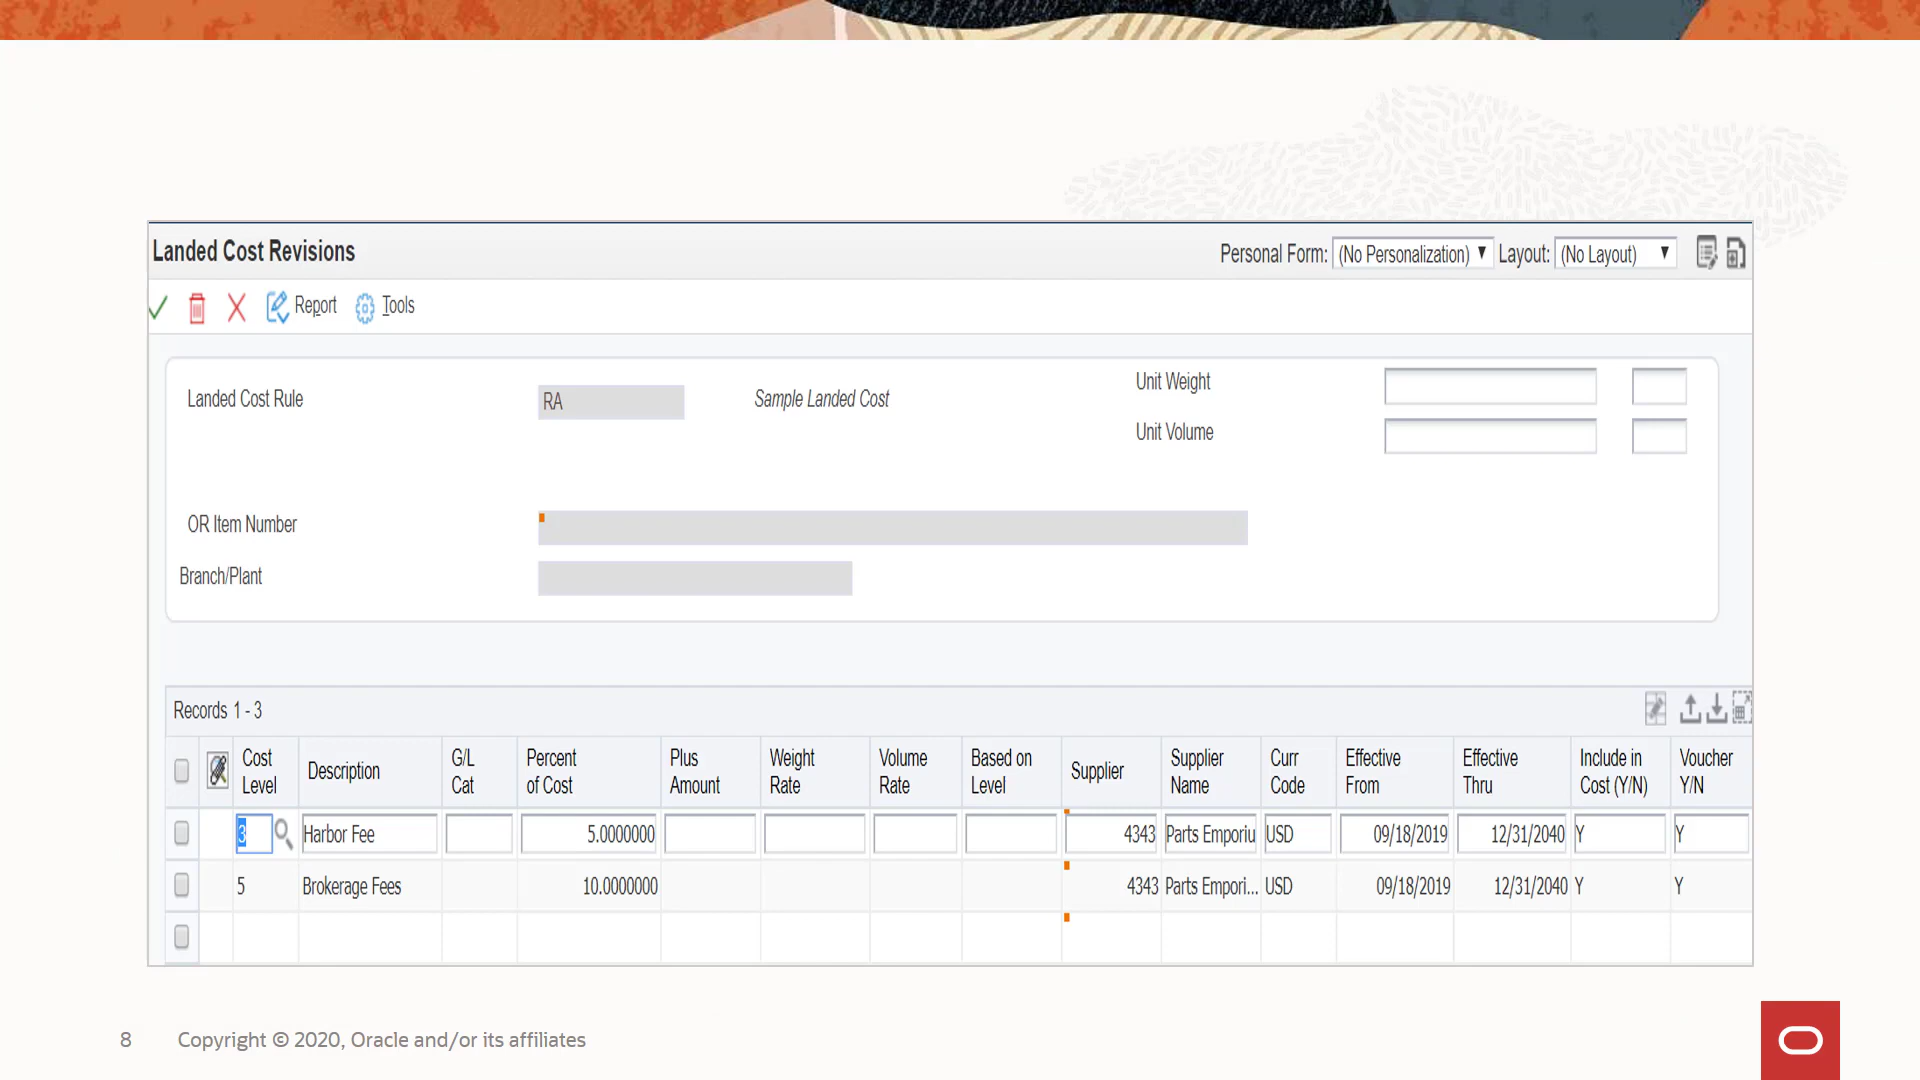 Landed Cost Revisions
Personal Form: (No Personalization) Layout: (No Layout)
Report Tools
Landed Cost Rule RA Sample Landed Cost
Unit Weight
Unit Volume
OR Item Number
Branch/Plant
Records 1 - 3
Cost Level Description G/L Cat Percent of Cost Plus Amount Weight Rate Volume Rate Based on Level Supplier Supplier Name Curr Code Effective From Effective Thru Include in Cost (Y/N) Voucher Y/N
3 Harbor Fee 5.0000000 4343 Parts Emporiu USD 09/18/2019 12/31/2040 Y Y
5 Brokerage Fees 10.0000000 4343 Parts Empori... USD 09/18/2019 12/31/2040 Y Y
8 Copyright © 2020, Oracle and/or its affiliates